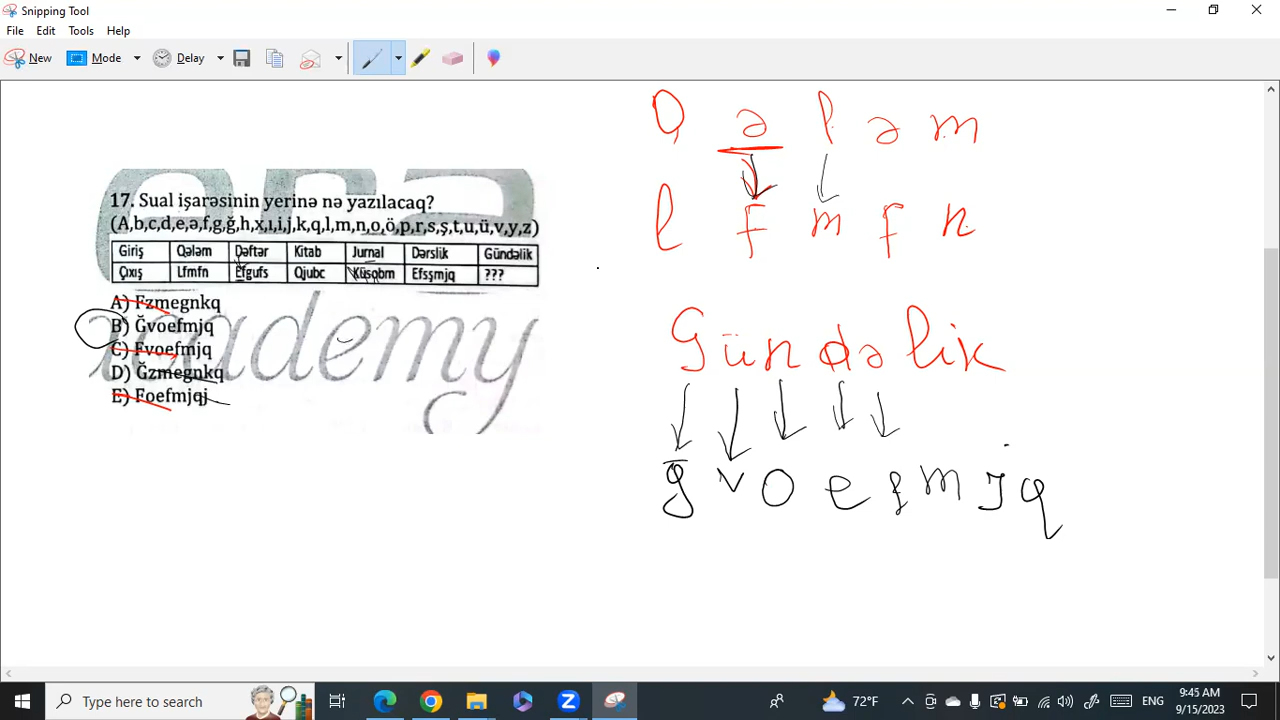 Snipping Tool
File Edit Tools Help
New Mode Delay
17. Sual işarəsinin yerinə nə yazılacaq?
(A,b,c,d,e,ə,f,g,ğ,h,x,ı,i,j,k,q,l,m,n,o,ö,p,r,s,ş,t,u,ü,v,y,z)
Giriş Qələm Dəftər Kitab Jurnal Dərslik Gündəlik
Çıxış Lfmfn Efgufs Qjubc Küsobm Efsşmjq ???
A) Fzmegnkq
B) Ğvoefmjq
C) Fvoefmjq
D) Ğzmegnkq
E) Foefmjqj
academy
Q ə l ə m
l f m f n
Gündəlik
ğ v o e f m j q
Type here to search
72°F
ENG
9:45 AM
9/15/2023